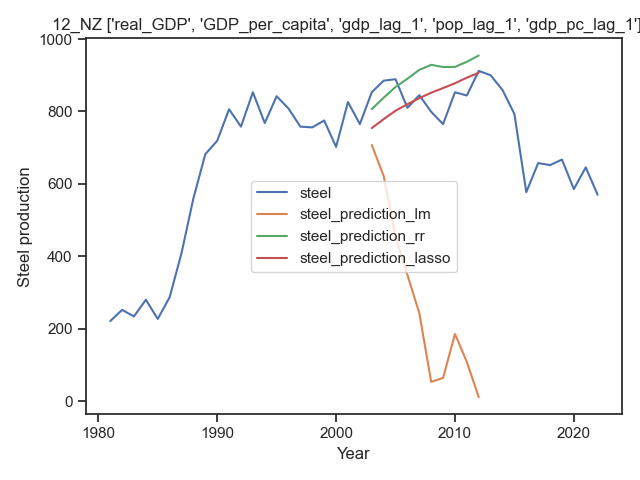 12_NZ ['real_GDP', 'GDP_per_capita', 'gdp_lag_1', 'pop_lag_1', 'gdp_pc_lag_1']
1000
800
600
400
200
0
Steel production
steel
steel_prediction_lm
steel_prediction_rr
steel_prediction_lasso
1980 1990 2000 2010 2020
Year